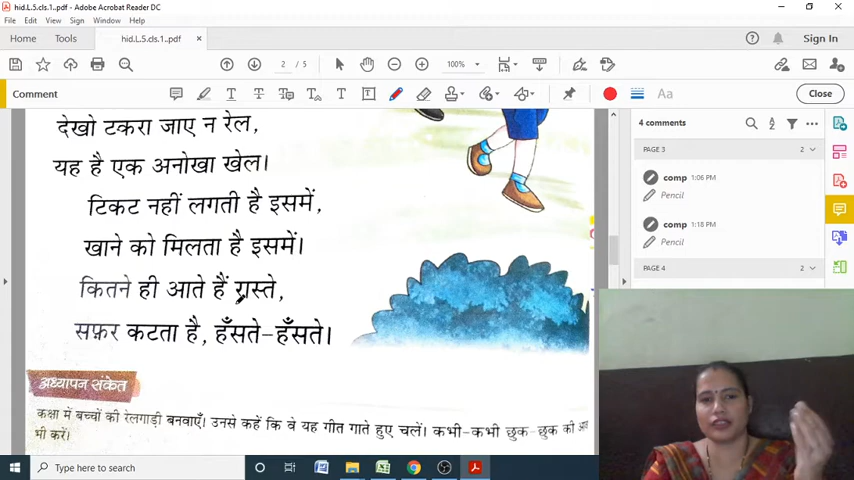 hid.L.5.cls.1..pdf - Adobe Acrobat Reader DC
File Edit View Sign Window Help
Home Tools hid.L.5.cls.1..pdf × Sign In
2 / 5 100%
Comment Aa Close
देखो टकरा जाए न रेल,
यह है एक अनोखा खेल।
टिकट नहीं लगती है इसमें,
खाने को मिलता है इसमें।
कितने ही आते हैं रास्ते,
सफ़र कटता है, हँसते-हँसते।
अध्यापन संकेत
कक्षा में बच्चों की रेलगाड़ी बनवाएँ। उनसे कहें कि वे यह गीत गाते हुए चलें। कभी-कभी छुक-छुक की
भी करें।
4 comments
PAGE 3 2
comp 1:06 PM
Pencil
comp 1:18 PM
Pencil
PAGE 4 2
Type here to search